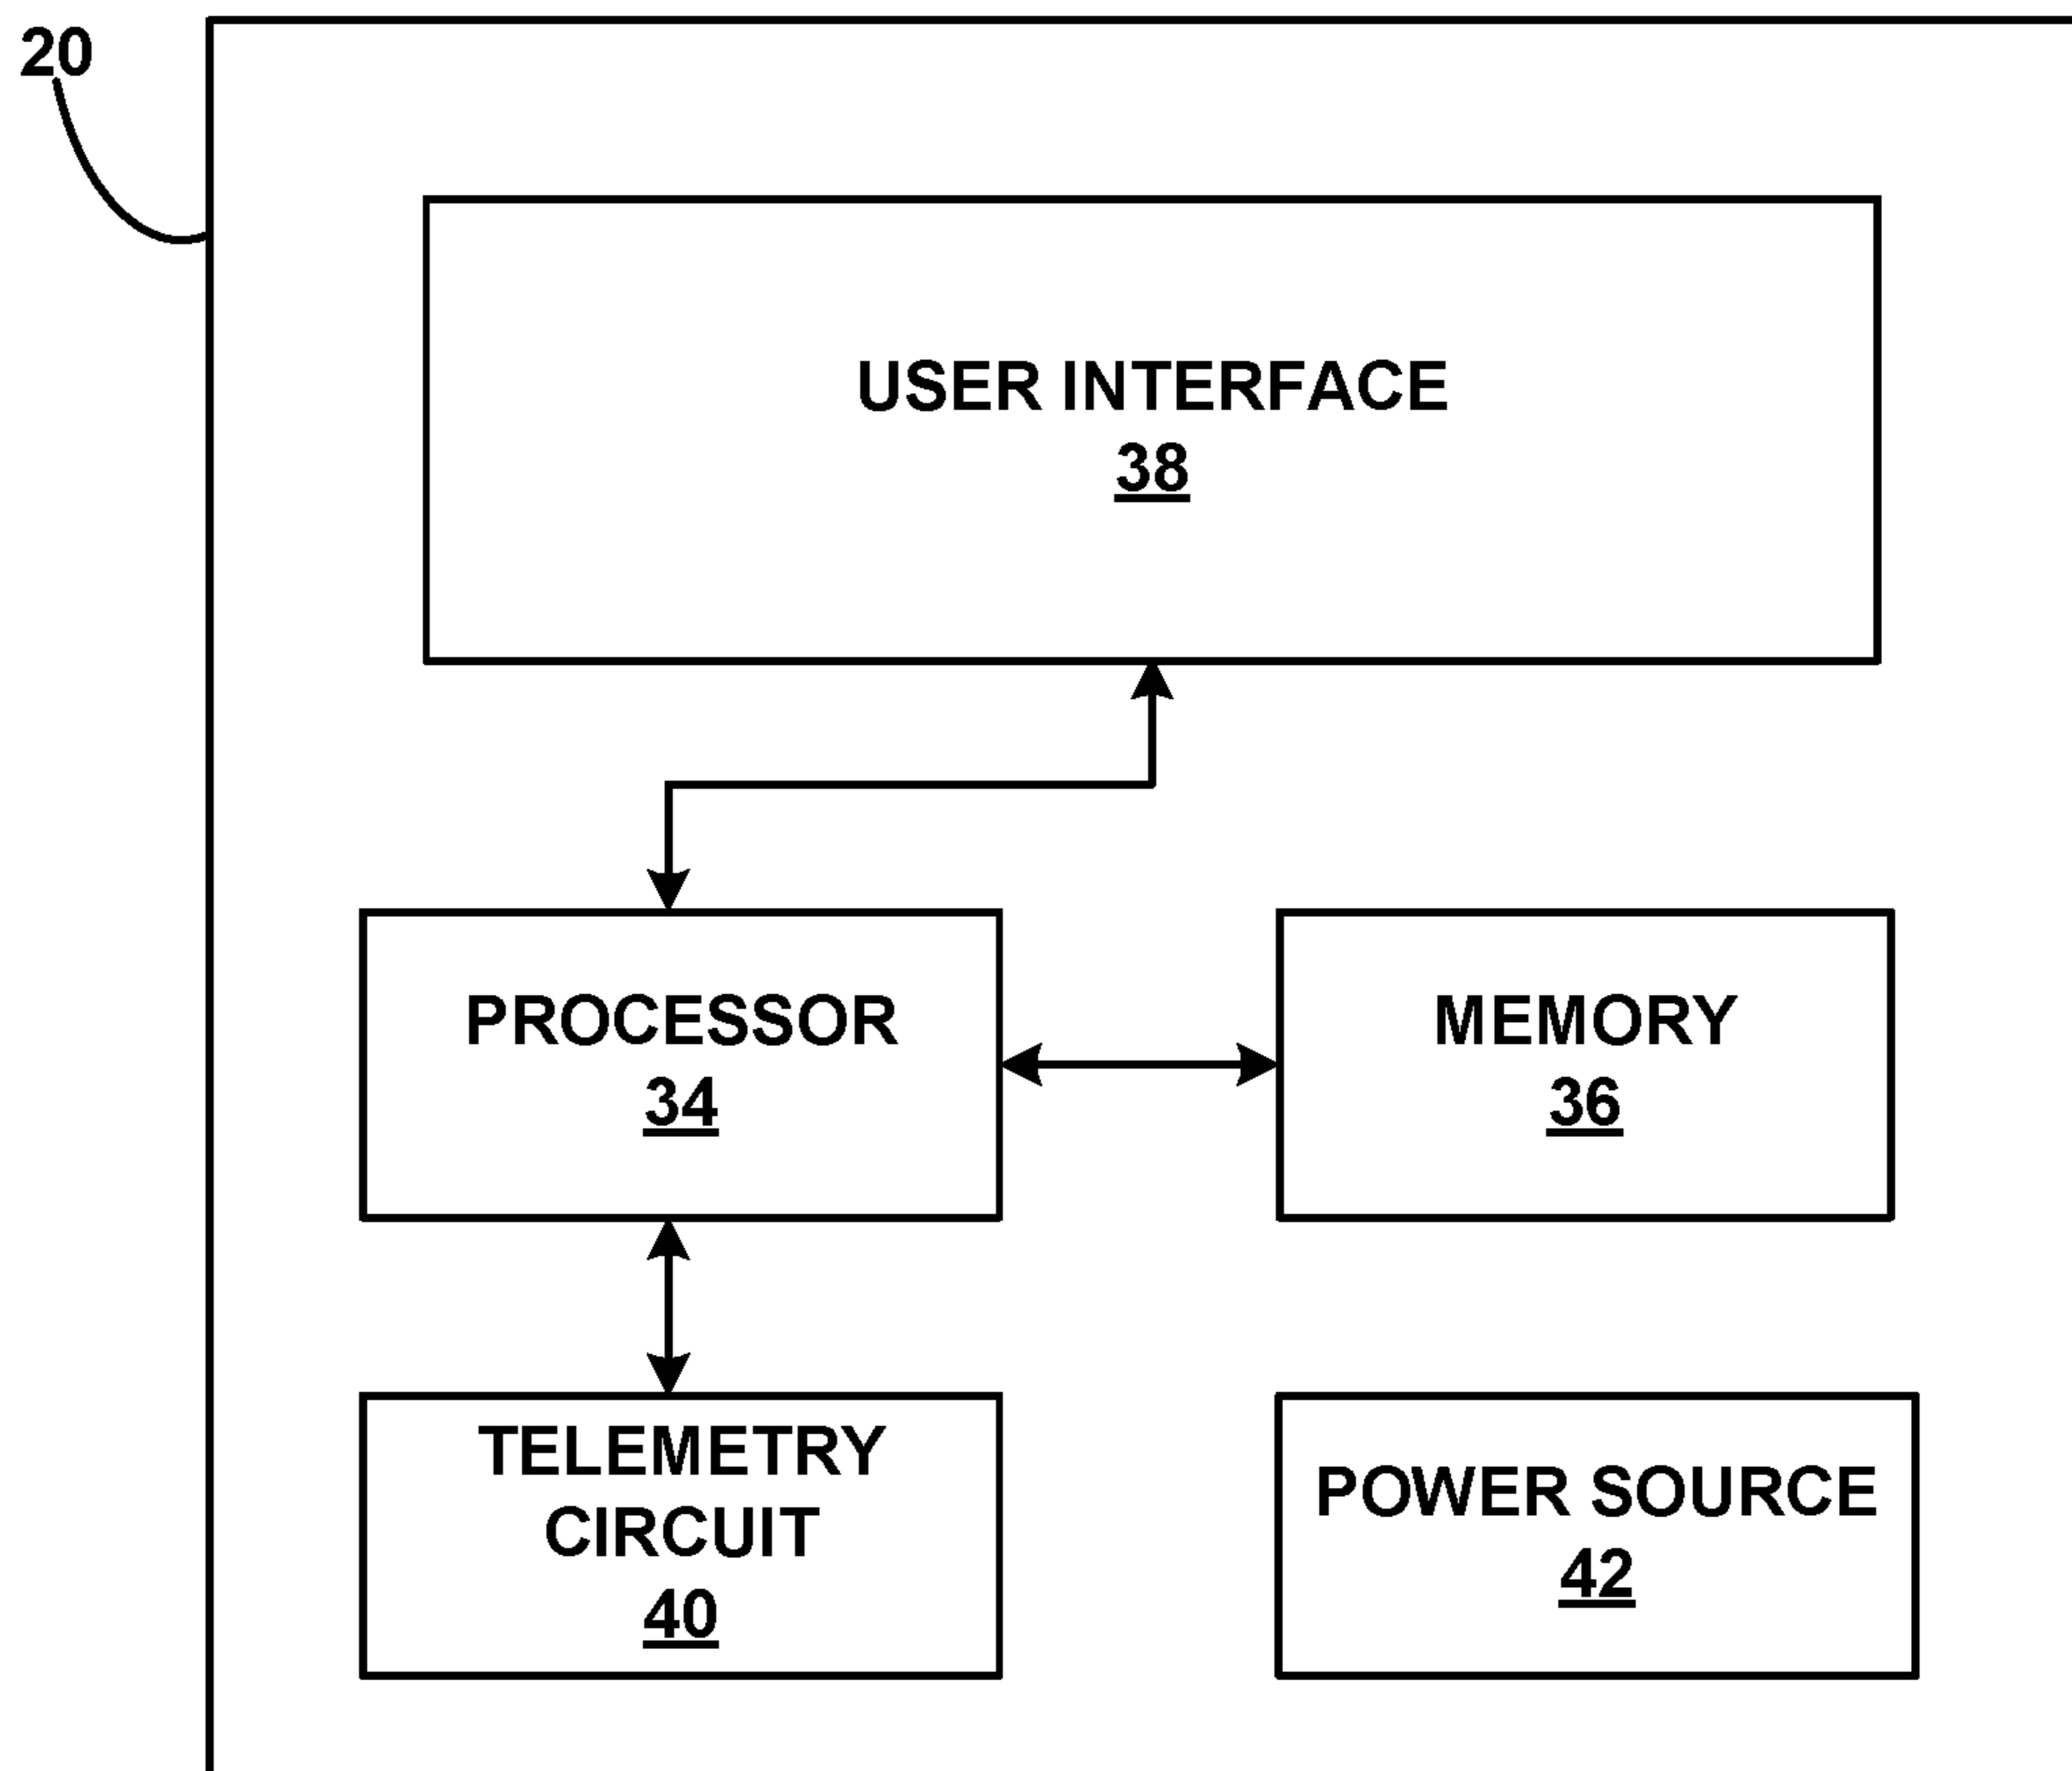 20
USER INTERFACE
38
PROCESSOR
34
MEMORY
36
TELEMETRY
CIRCUIT
40
POWER SOURCE
42